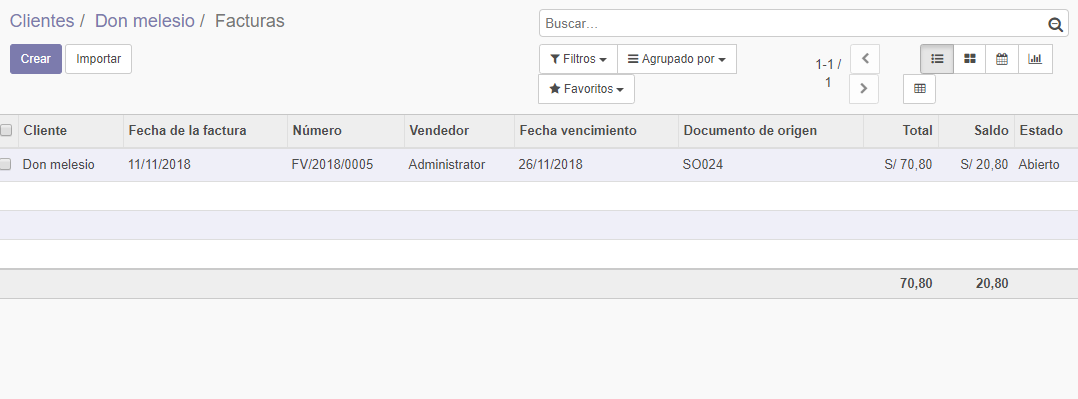 Clientes / Don melesio / Facturas
Buscar...
Crear Importar
Filtros Agrupado por
Favoritos
1-1 /
1
Cliente Fecha de la factura Número Vendedor Fecha vencimiento Documento de origen Total Saldo Estado
Don melesio 11/11/2018 FV/2018/0005 Administrator 26/11/2018 SO024 S/ 70,80 S/ 20,80 Abierto
70,80 20,80